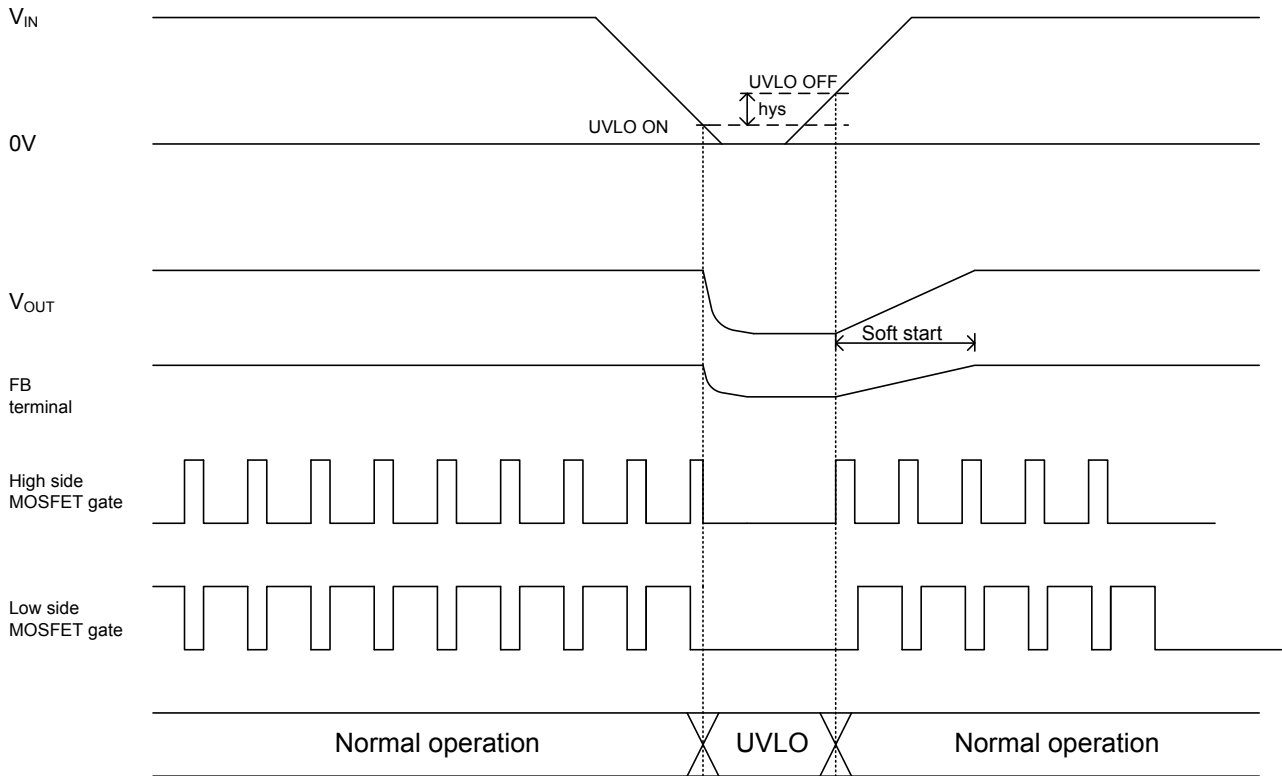 VIN
UVLO OFF
hys
UVLO ON
0V
VOUT
Soft start
FB
terminal
High side
MOSFET gate
Low side
MOSFET gate
Normal operation
UVLO
Normal operation